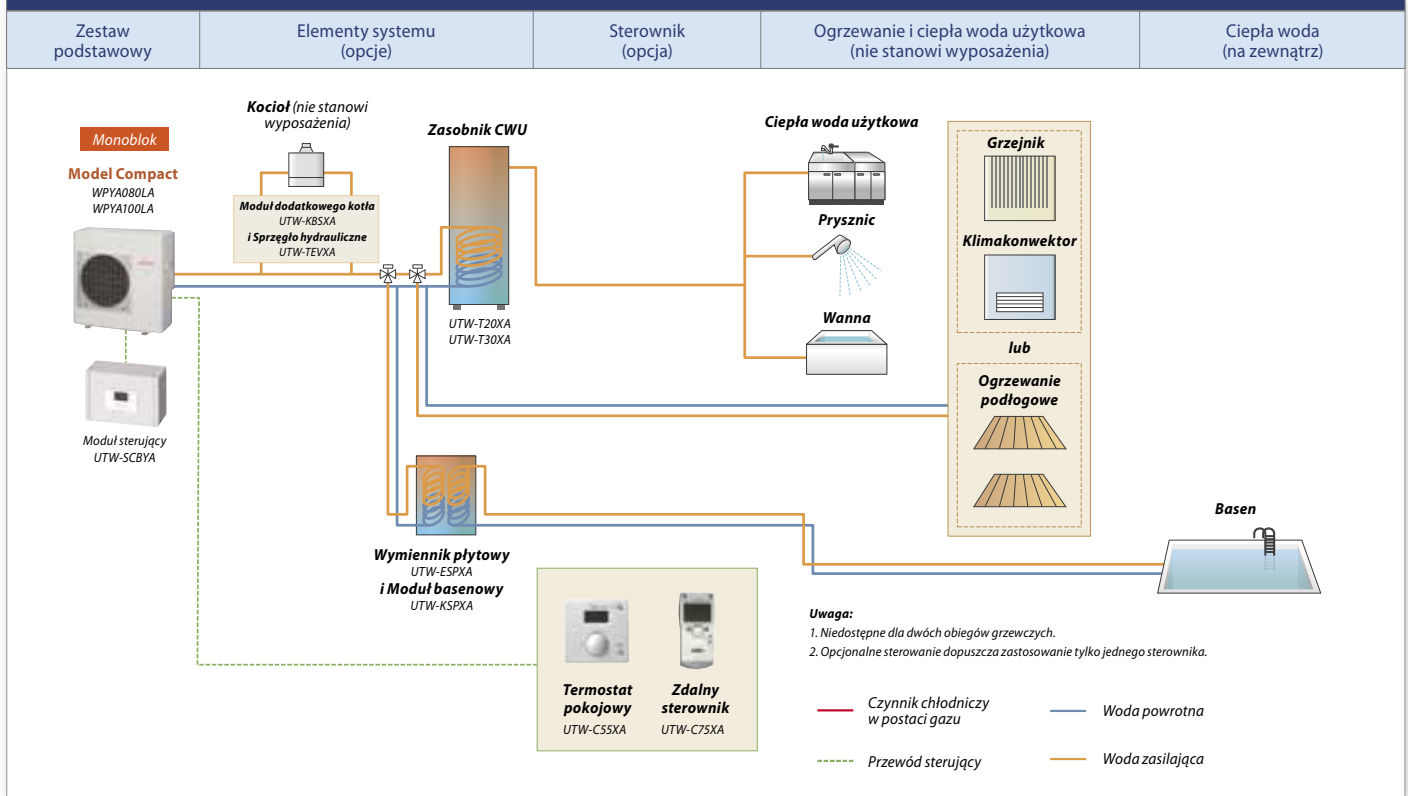 Zestaw
podstawowy
Elementy systemu
(opcje)
Sterownik
(opcja)
Ogrzewanie i ciepła woda użytkowa
(nie stanowi wyposażenia)
Ciepła woda
(na zewnątrz)
Monoblok
Model Compact
WPYA080LA
WPYA100LA
Moduł sterujący
UTW-SCBYA
Kocioł (nie stanowi
wyposażenia)
Moduł dodatkowego kotła
UTW-KBSXA
i Sprzęgło hydrauliczne
UTW-TEVXA
Zasobnik CWU
UTW-T20XA
UTW-T30XA
Wymiennik płytowy
UTW-ESPXA
i Moduł basenowy
UTW-KSPXA
Termostat
pokojowy
UTW-C55XA
Zdalny
sterownik
UTW-C75XA
Ciepła woda użytkowa
Prysznic
Wanna
Grzejnik
Klimakonwektor
lub
Ogrzewanie
podłogowe
Basen
Uwaga:
1. Niedostępne dla dwóch obiegów grzewczych.
2. Opcjonalne sterowanie dopuszcza zastosowanie tylko jednego sterownika.
Czynnik chłodniczy
w postaci gazu
Woda powrotna
Przewód sterujący
Woda zasilająca